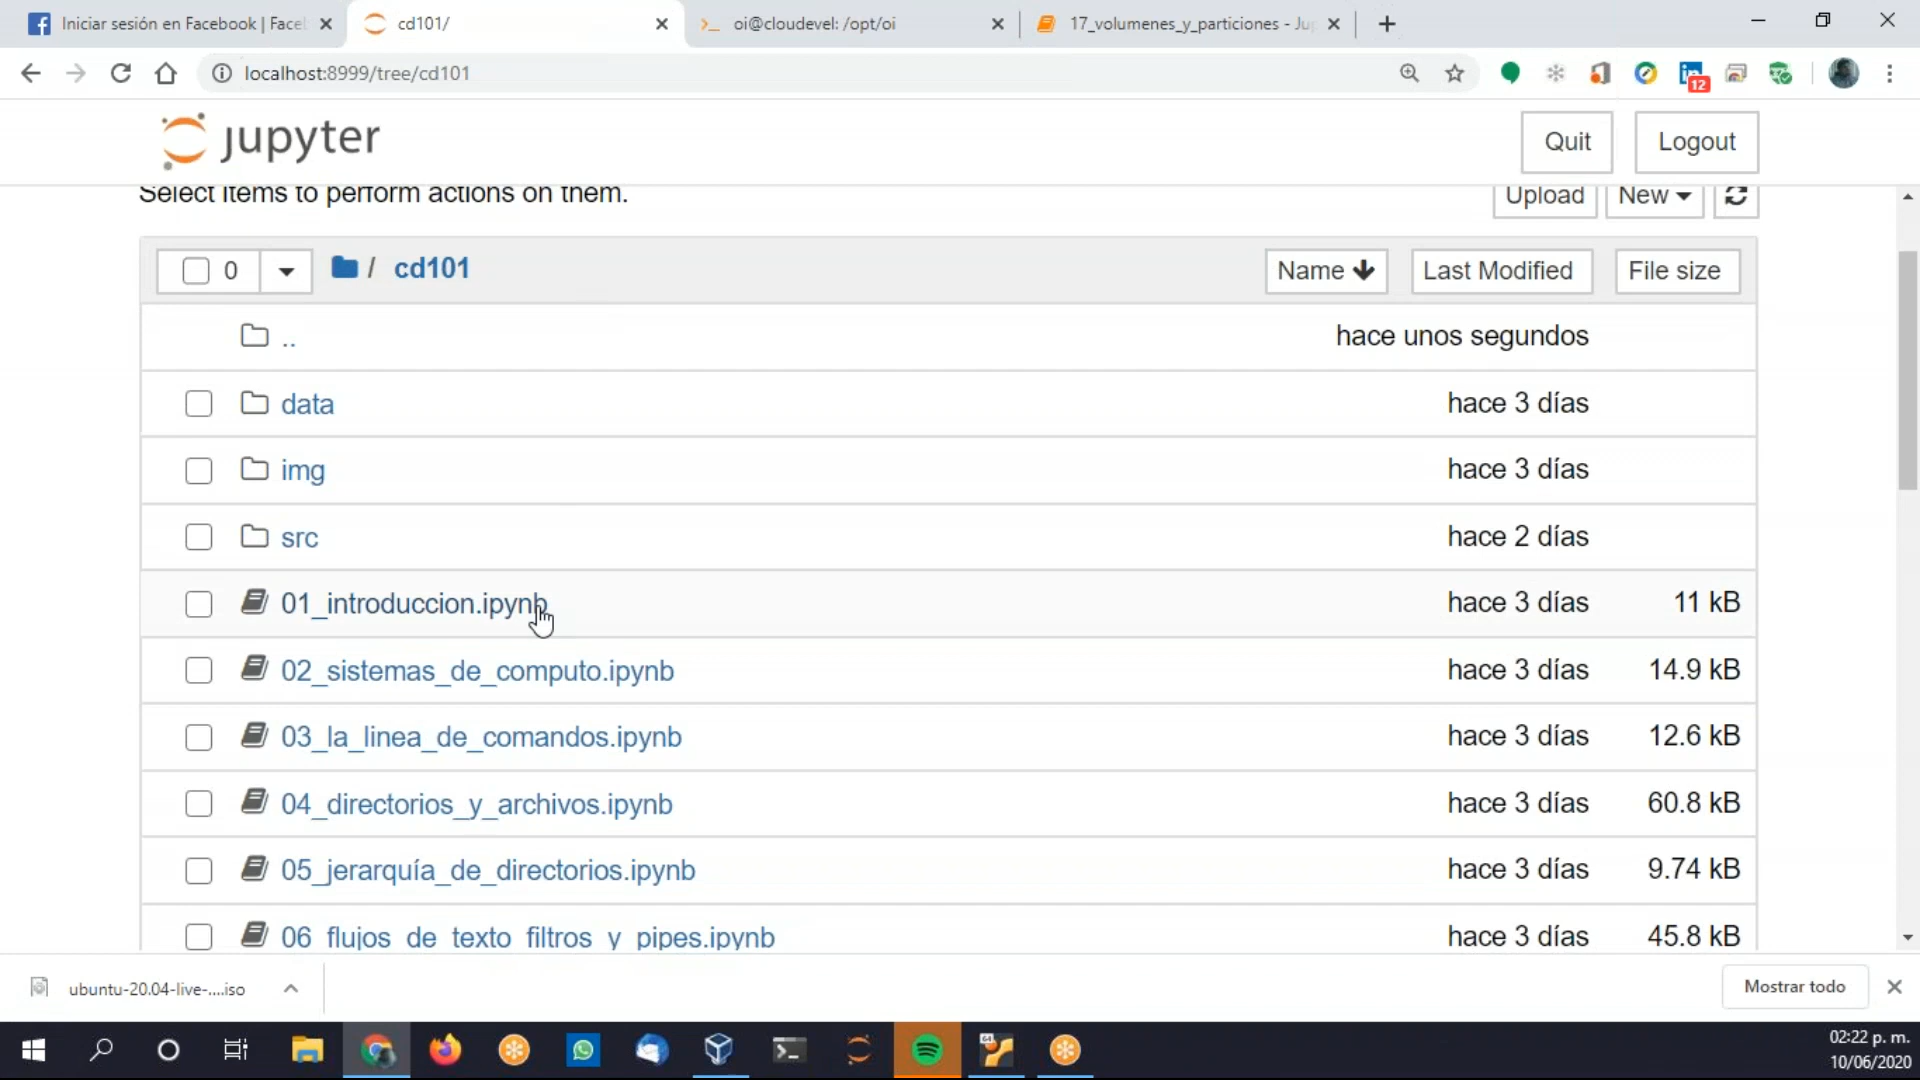 Iniciar sesión en Facebook | Face
cd101/
oi@cloudevel: /opt/oi
17_volumenes_y_particiones - Ju
localhost:8999/tree/cd101
12
jupyter
Quit
Logout
Select items to perform actions on them.
Upload
New
0
/ cd101
Name
Last Modified
File size
..
hace unos segundos
data
hace 3 días
img
hace 3 días
src
hace 2 días
01_introduccion.ipynb
hace 3 días
11 kB
02_sistemas_de_computo.ipynb
hace 3 días
14.9 kB
03_la_linea_de_comandos.ipynb
hace 3 días
12.6 kB
04_directorios_y_archivos.ipynb
hace 3 días
60.8 kB
05_jerarquía_de_directorios.ipynb
hace 3 días
9.74 kB
06_flujos_de_texto_filtros_y_pipes.ipynb
hace 3 días
45.8 kB
ubuntu-20.04-live-....iso
Mostrar todo
64
02:22 p. m.
10/06/2020